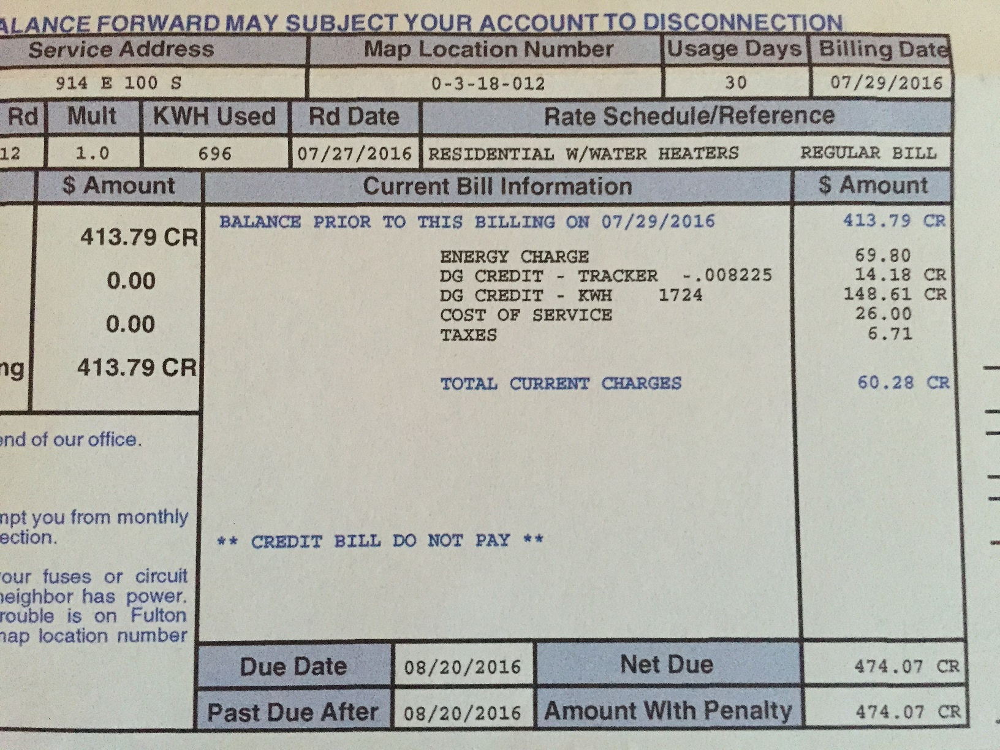 ALANCE FORWARD MAY SUBJECT YOUR ACCOUNT TO DISCONNECTION
Service Address Map Location Number Usage Days Billing Date
914 E 100 S 0-3-18-012 30 07/29/2016
Rd Mult KWH Used Rd Date Rate Schedule/Reference
12 1.0 696 07/27/2016 RESIDENTIAL W/WATER HEATERS REGULAR BILL
$ Amount Current Bill Information $ Amount
413.79 CR
0.00
0.00
ng 413.79 CR
BALANCE PRIOR TO THIS BILLING ON 07/29/2016 413.79 CR
ENERGY CHARGE 69.80
DG CREDIT - TRACKER -.008225 14.18 CR
DG CREDIT - KWH 1724 148.61 CR
COST OF SERVICE 26.00
TAXES 6.71
TOTAL CURRENT CHARGES 60.28 CR
end of our office.
mpt you from monthly
ection.
our fuses or circuit
neighbor has power.
rouble is on Fulton
map location number
** CREDIT BILL DO NOT PAY **
Due Date 08/20/2016 Net Due 474.07 CR
Past Due After 08/20/2016 Amount With Penalty 474.07 CR